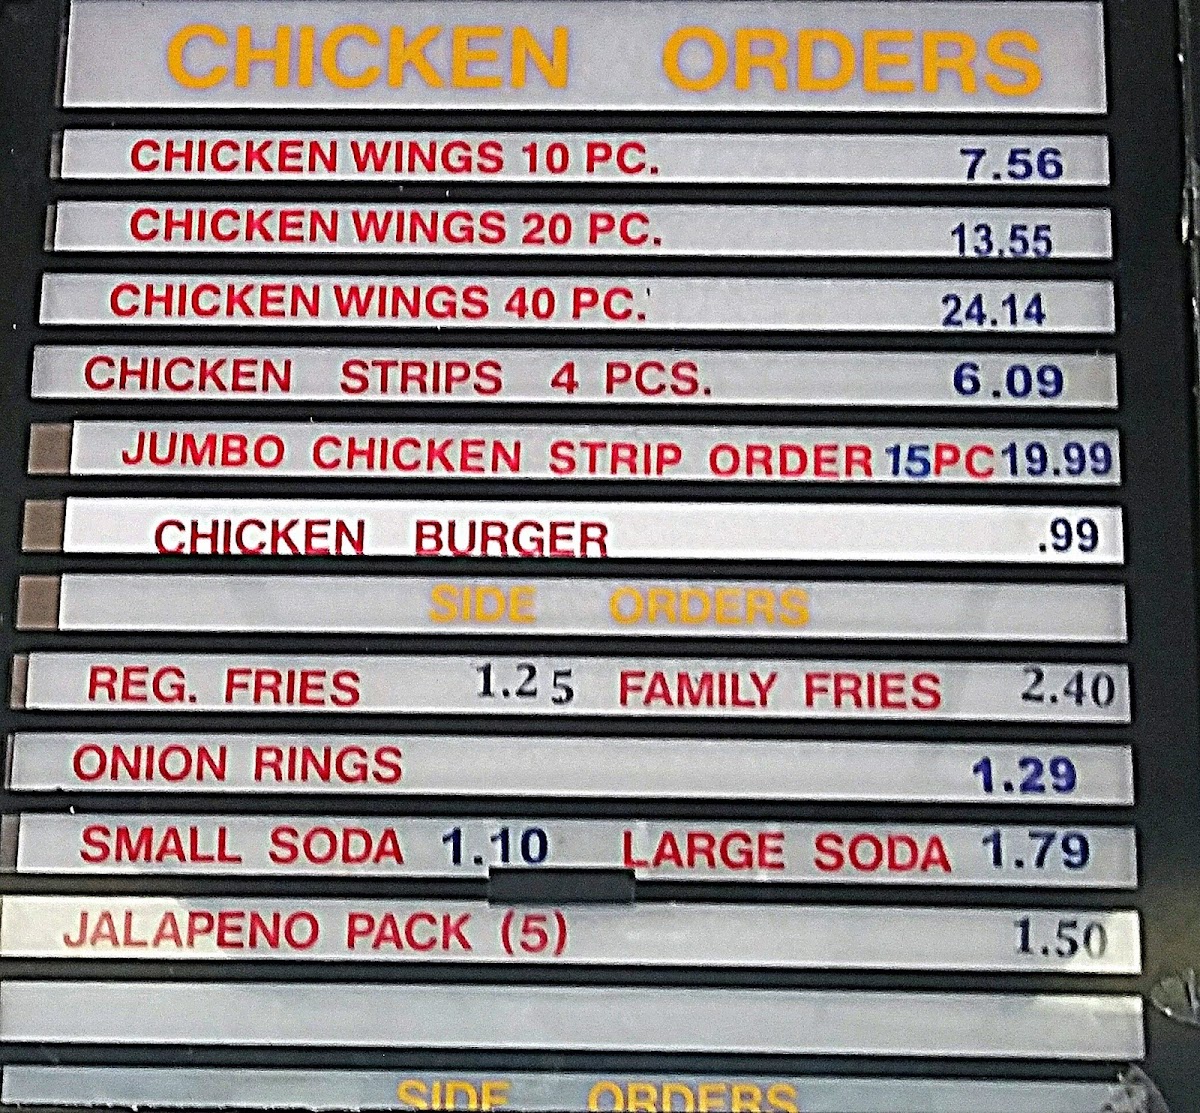 CHICKEN ORDERS
CHICKEN WINGS 10 PC. 7.56
CHICKEN WINGS 20 PC. 13.55
CHICKEN WINGS 40 PC. 24.14
CHICKEN STRIPS 4 PCS. 6.09
JUMBO CHICKEN STRIP ORDER 15PC 19.99
CHICKEN BURGER .99
SIDE ORDERS
REG. FRIES 1.25 FAMILY FRIES 2.40
ONION RINGS 1.29
SMALL SODA 1.10 LARGE SODA 1.79
JALAPENO PACK (5) 1.50
SIDE ORDERS